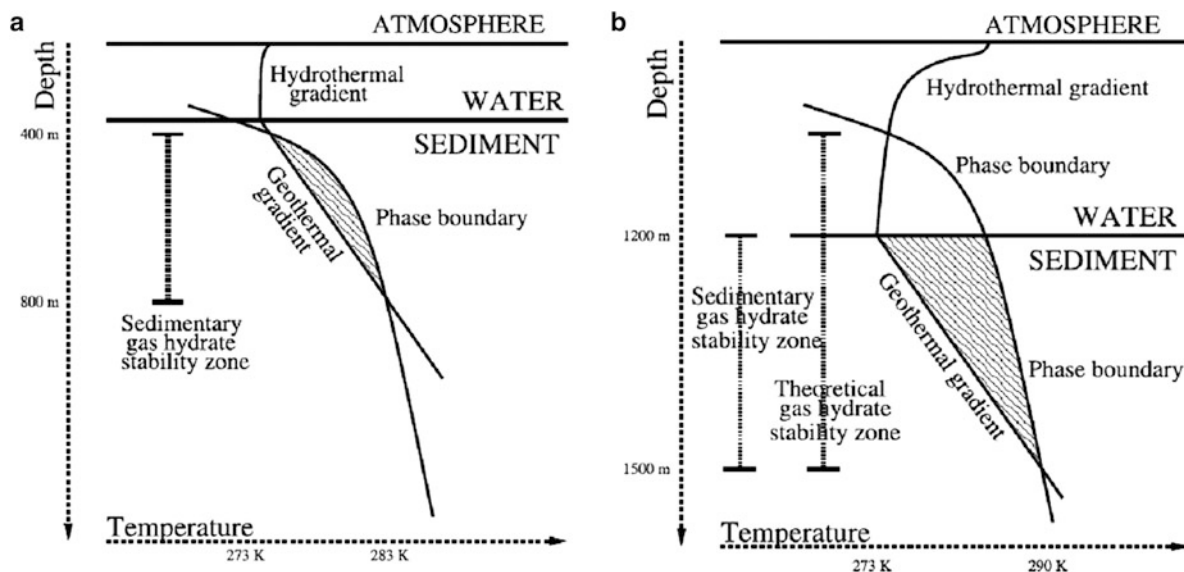 a
ATMOSPHERE
Depth
Hydrothermal
gradient
WATER
400 m
SEDIMENT
Geothermal
gradient
Phase boundary
800 m
Sedimentary
gas hydrate
stability zone
Temperature
273 K
283 K
b
ATMOSPHERE
Depth
Hydrothermal gradient
Phase boundary
WATER
1200 m
SEDIMENT
Sedimentary
gas hydrate
stability zone
Geothermal gradient
Phase boundary
Theoretical
gas hydrate
stability zone
1500 m
Temperature
273 K
290 K